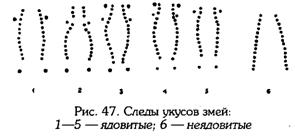 1 2 3 4 5 6
Рис. 47. Следы укусов змей:
1—5 — ядовитые; 6 — неядовитые